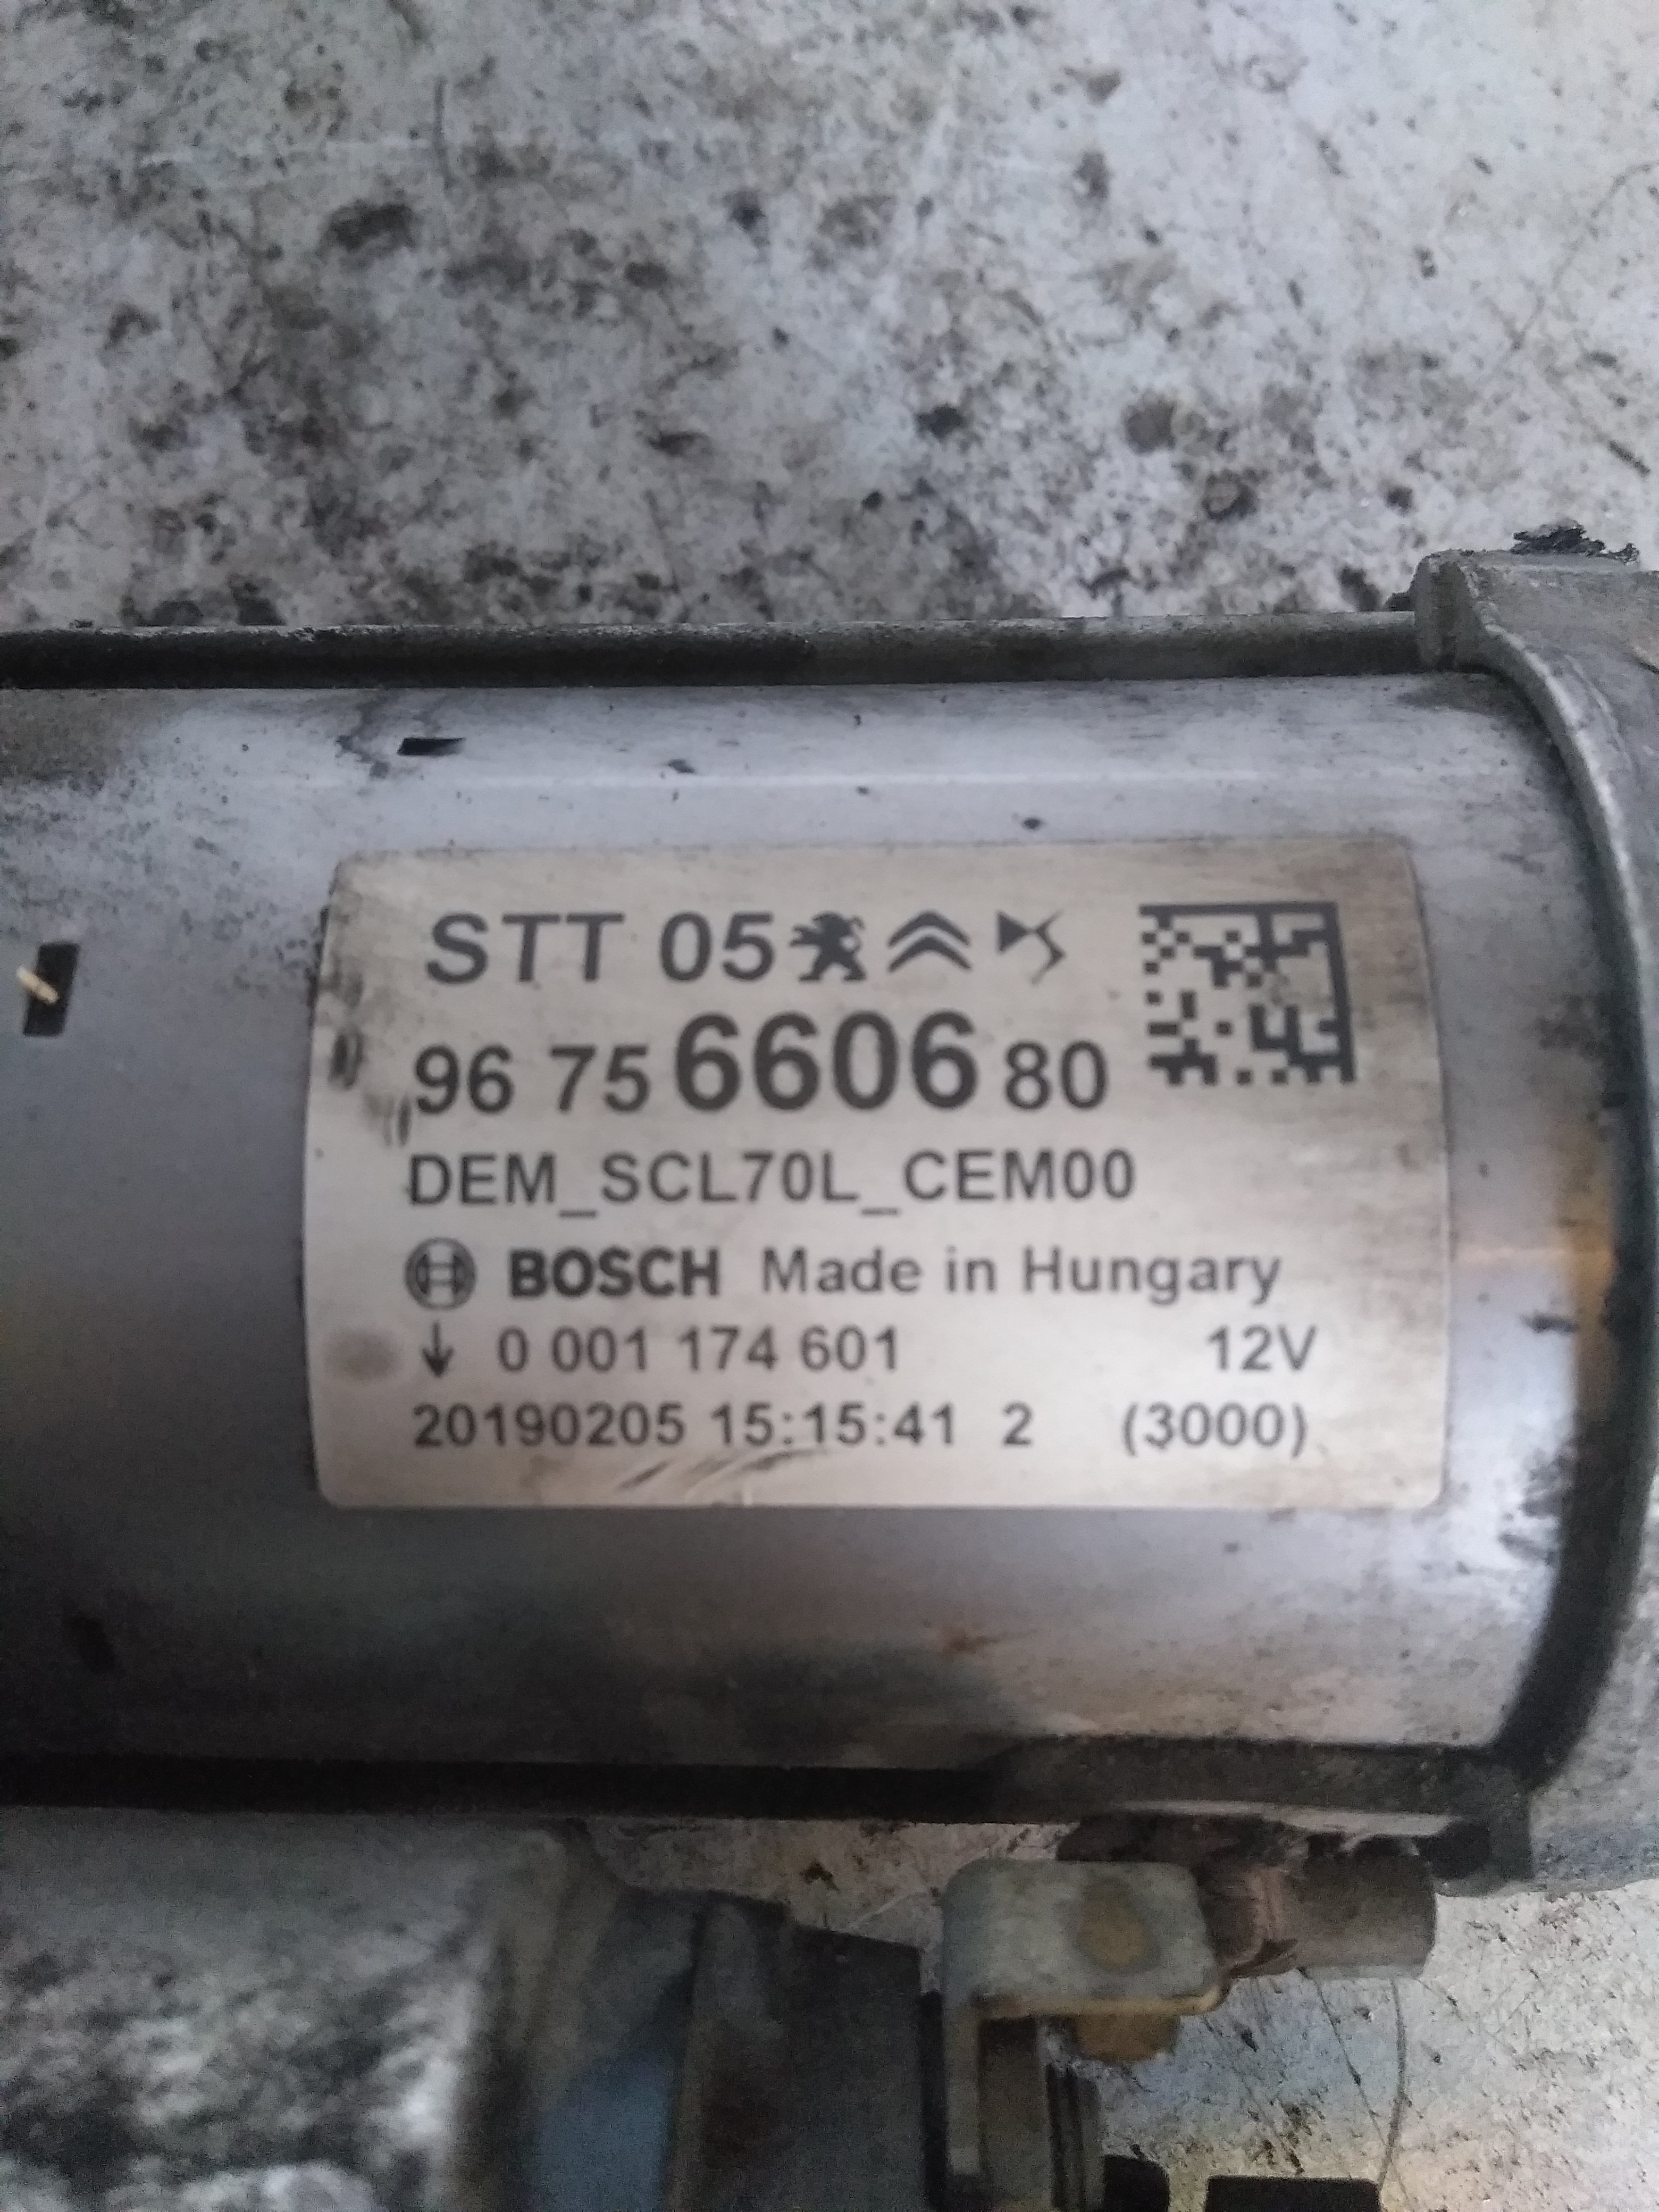 STT 05
96 75 6606 80
DEM_SCL70L_CEM00
BOSCH Made in Hungary
↓ 0 001 174 601 12V
20190205 15:15:41 2 (3000)